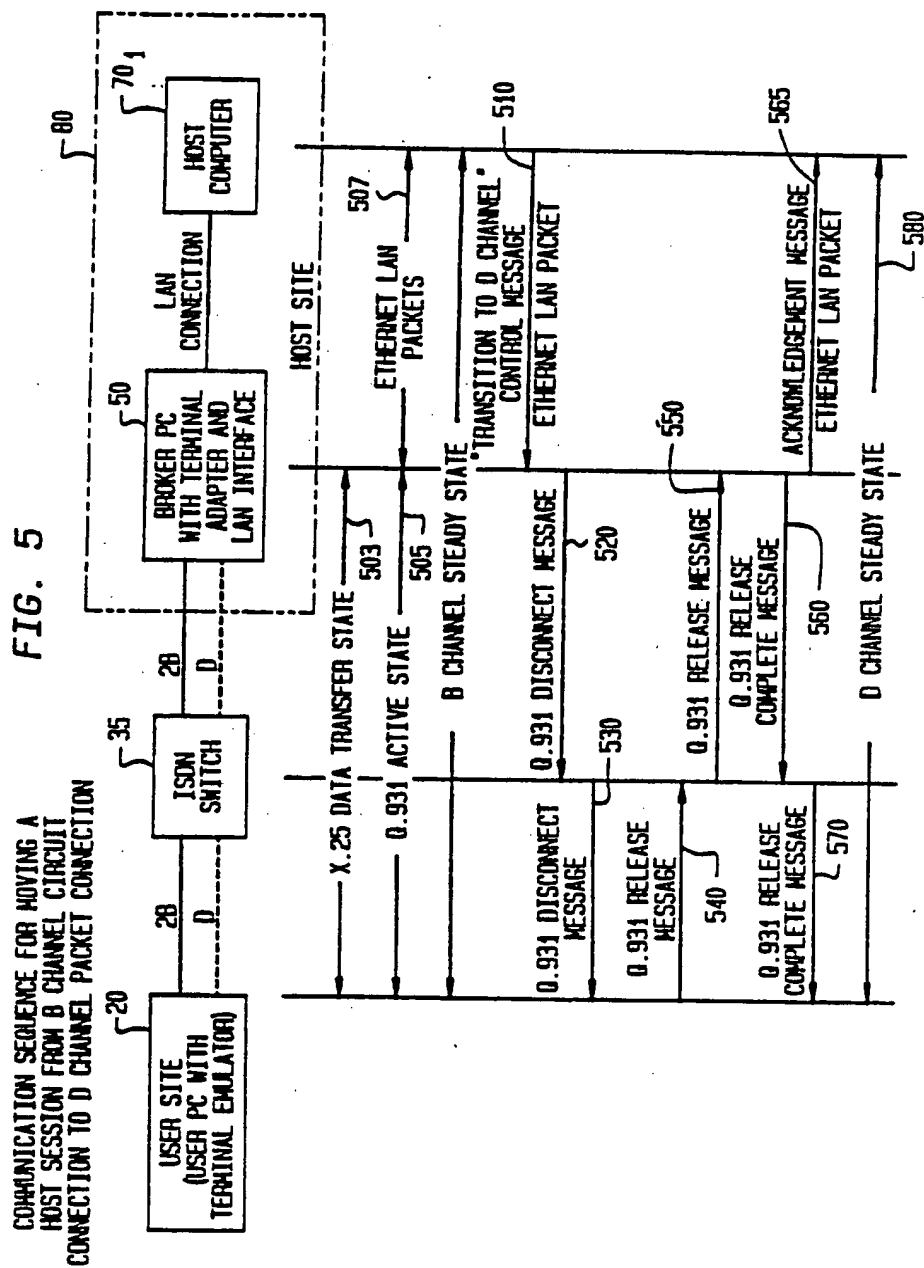 FIG. 5
COMMUNICATION SEQUENCE FOR MOVING A
HOST SESSION FROM B CHANNEL CIRCUIT
CONNECTION TO D CHANNEL PACKET CONNECTION
20
USER SITE
(USER PC WITH
TERMINAL EMULATOR)
2B
D
35
ISDN
SWITCH
2B
D
50
BROKER PC
WITH TERMINAL
ADAPTER AND
LAN INTERFACE
LAN
CONNECTION
70 1
HOST
COMPUTER
80
HOST SITE
X.25 DATA TRANSFER STATE
503
Q.931 ACTIVE STATE
505
ETHERNET LAN
PACKETS
507
B CHANNEL STEADY STATE
"TRANSITION TO D CHANNEL"
CONTROL MESSAGE
510
ETHERNET LAN PACKET
Q.931 DISCONNECT MESSAGE
520
Q.931 DISCONNECT
MESSAGE
530
Q.931 RELEASE
MESSAGE
540
Q.931 RELEASE MESSAGE
550
Q.931 RELEASE
COMPLETE MESSAGE
560
ACKNOWLEDGEMENT MESSAGE
ETHERNET LAN PACKET
565
Q.931 RELEASE
COMPLETE MESSAGE
570
D CHANNEL STEADY STATE
580